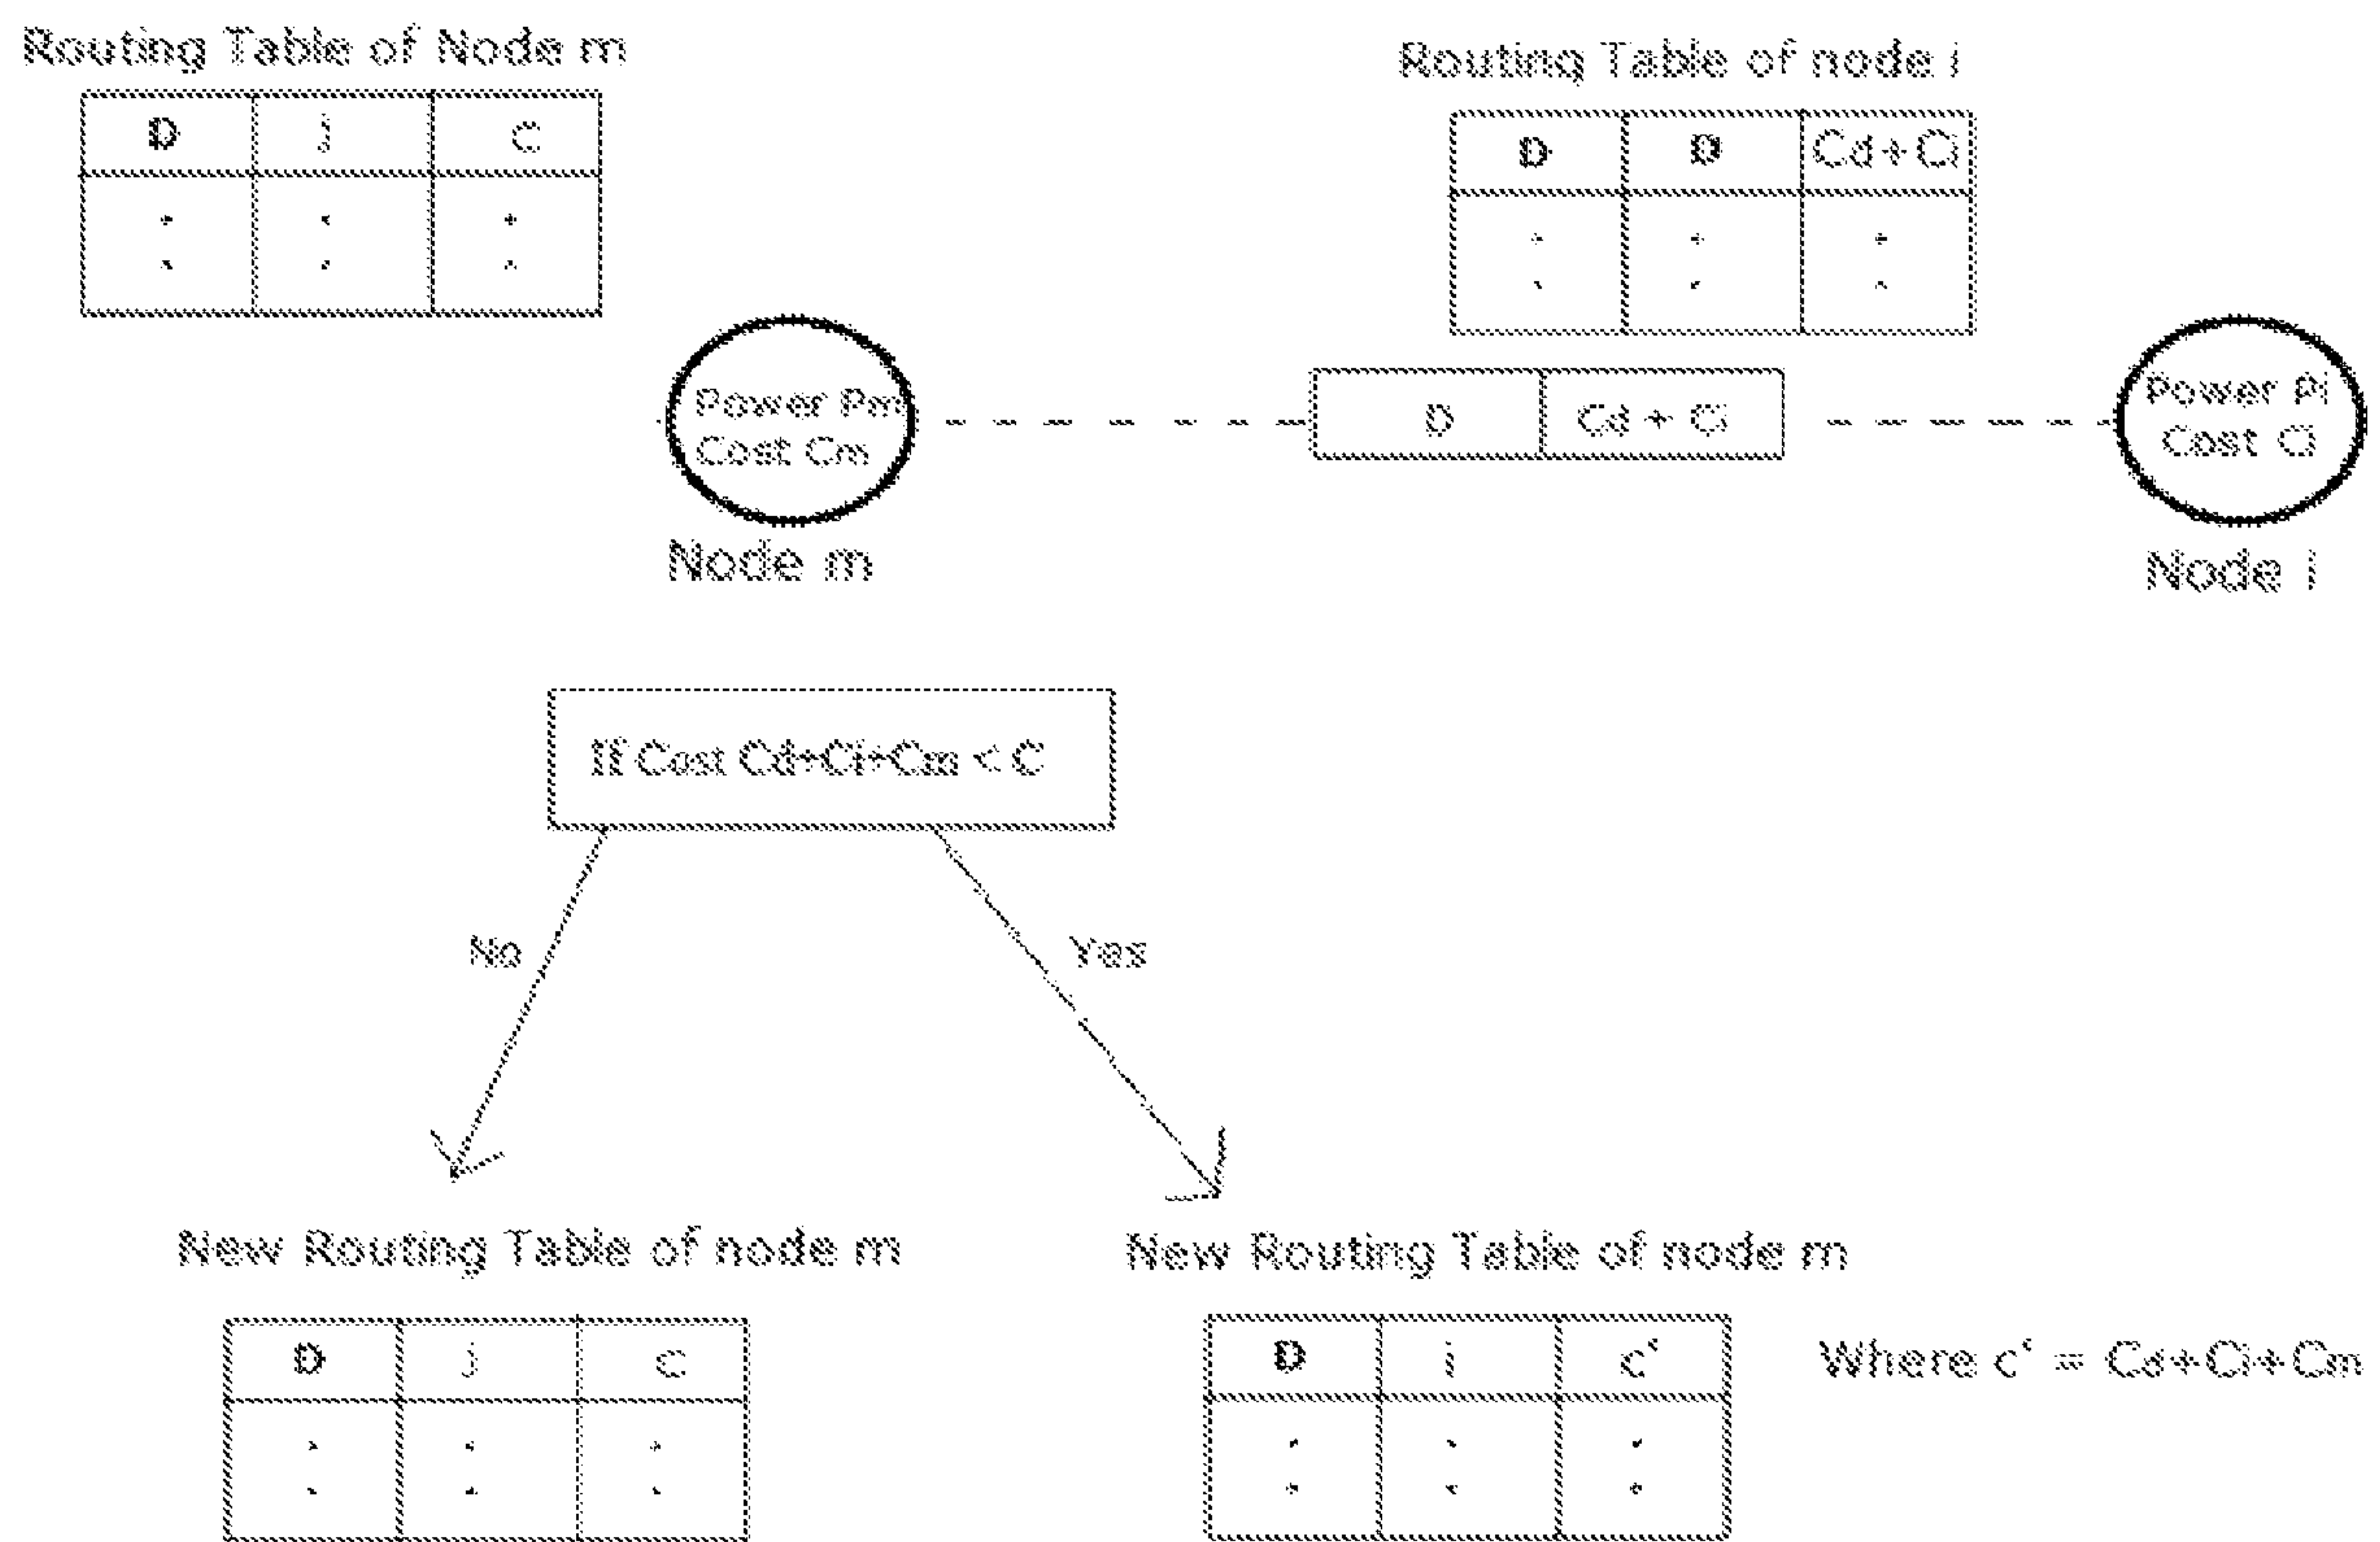 Routing Table of Node m
D j C
Routing Table of node i
D D Cd+Ci
Power Pm
Cost Cm
Node m
D Cd + Ci
Power Pi
Cost Ci
Node i
If Cost Cd+Ci+Cm < C
No
Yes
New Routing Table of node m
D j C
New Routing Table of node m
D i c'
Where c' = Cd+Ci+Cm